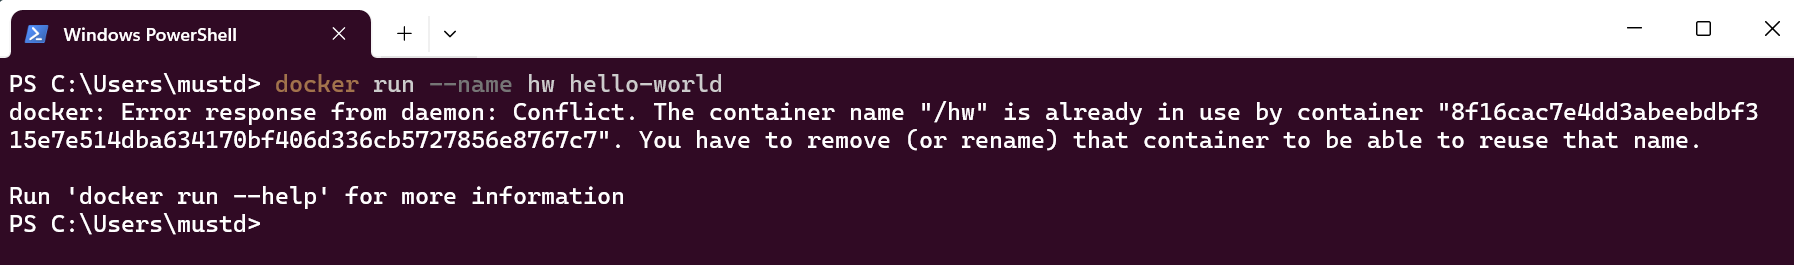 Windows PowerShell
PS C:\Users\mustd> docker run --name hw hello-world
docker: Error response from daemon: Conflict. The container name "/hw" is already in use by container "8f16cac7e4dd3abeebdbf3
15e7e514dba634170bf406d336cb5727856e8767c7". You have to remove (or rename) that container to be able to reuse that name.
Run 'docker run --help' for more information
PS C:\Users\mustd>